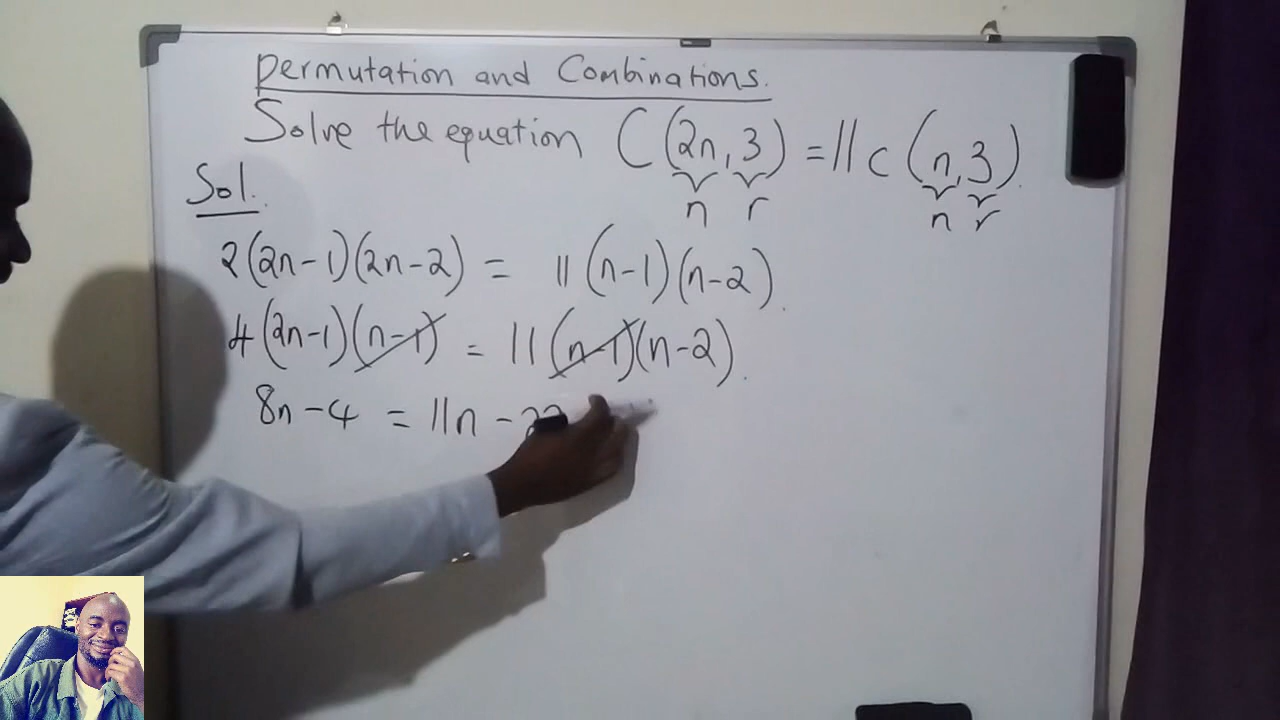 Permutation and Combinations.
Solve the equation C(2n,3) = 11 C(n,3).
n r n r
Sol.
2(2n-1)(2n-2) = 11(n-1)(n-2).
4(2n-1)(n-1) = 11(n-1)(n-2).
8n-4 = 11n - 22